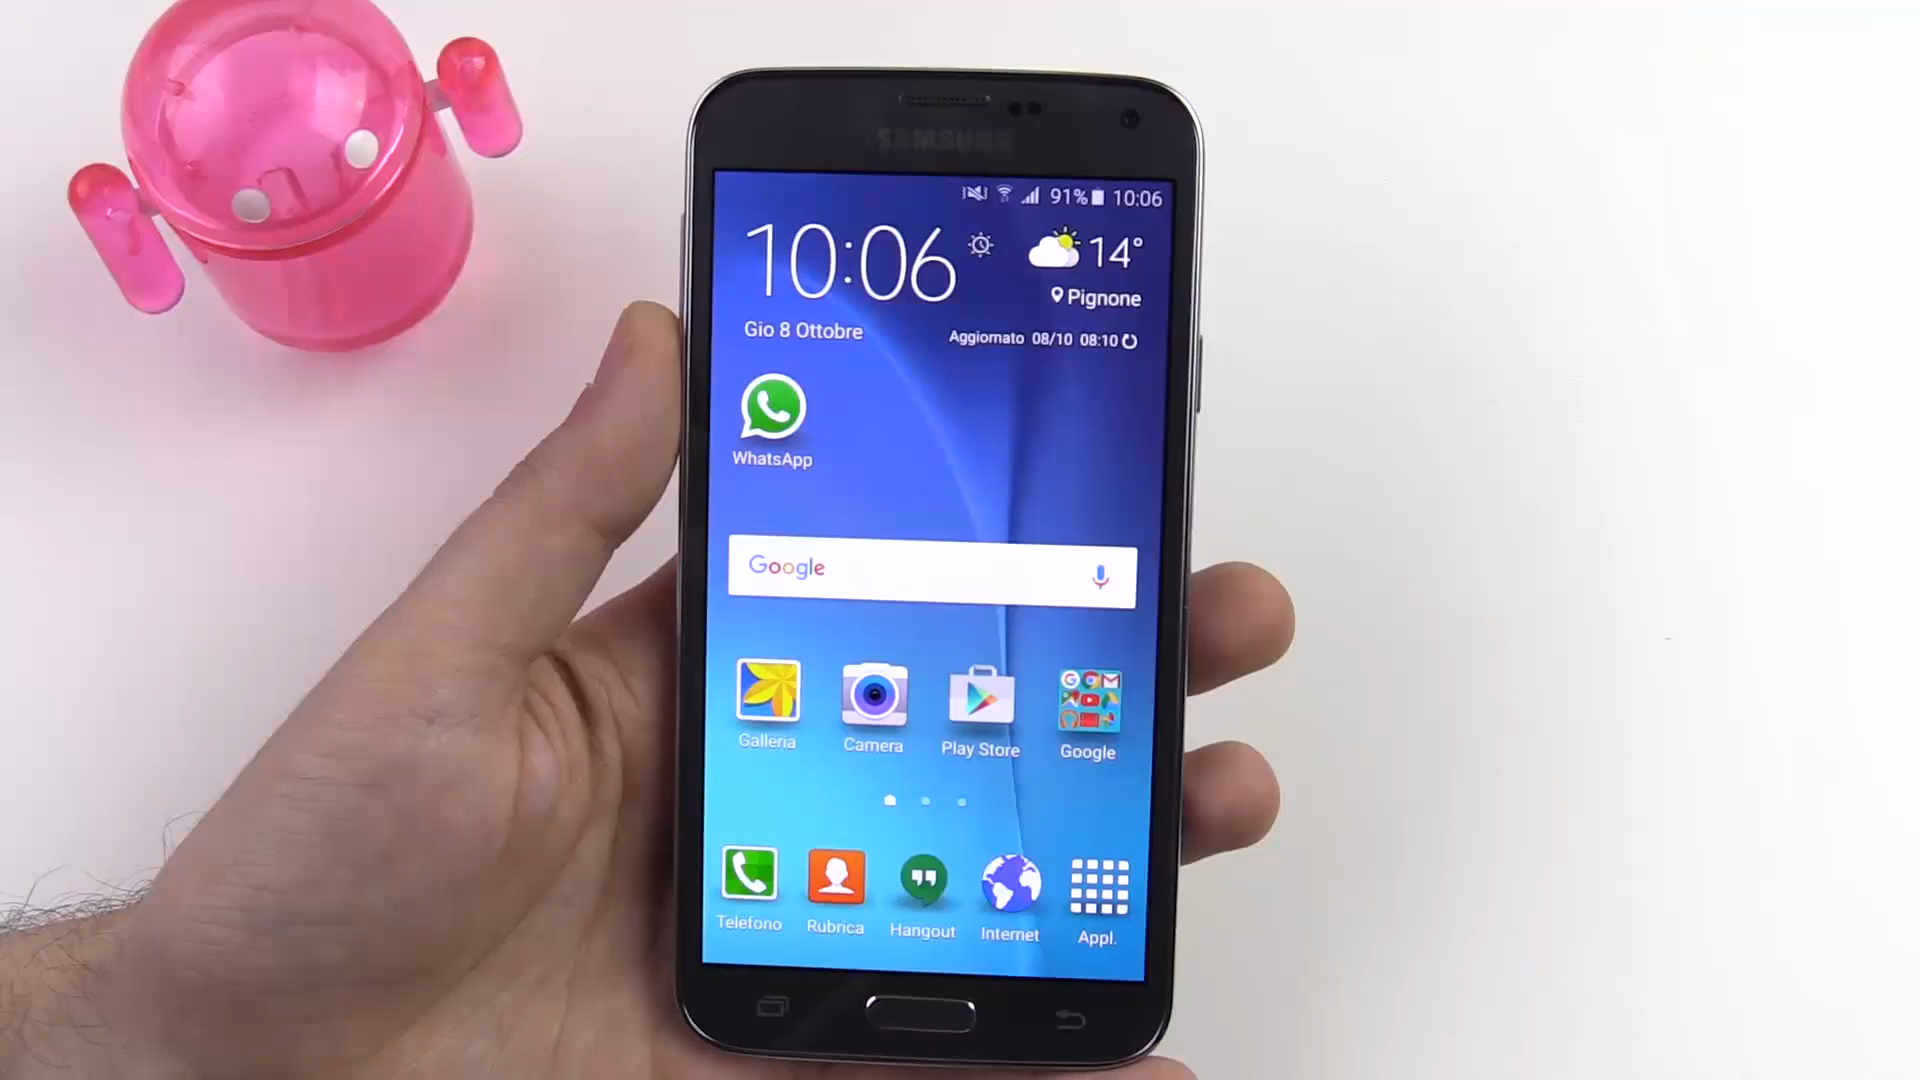 SAMSUNG
91% 10:06
10:06
14°
Pignone
Gio 8 Ottobre
Aggiornato 08/10 08:10
WhatsApp
Google
Galleria
Camera
Play Store
Google
Telefono
Rubrica
Hangout
Internet
Appl.